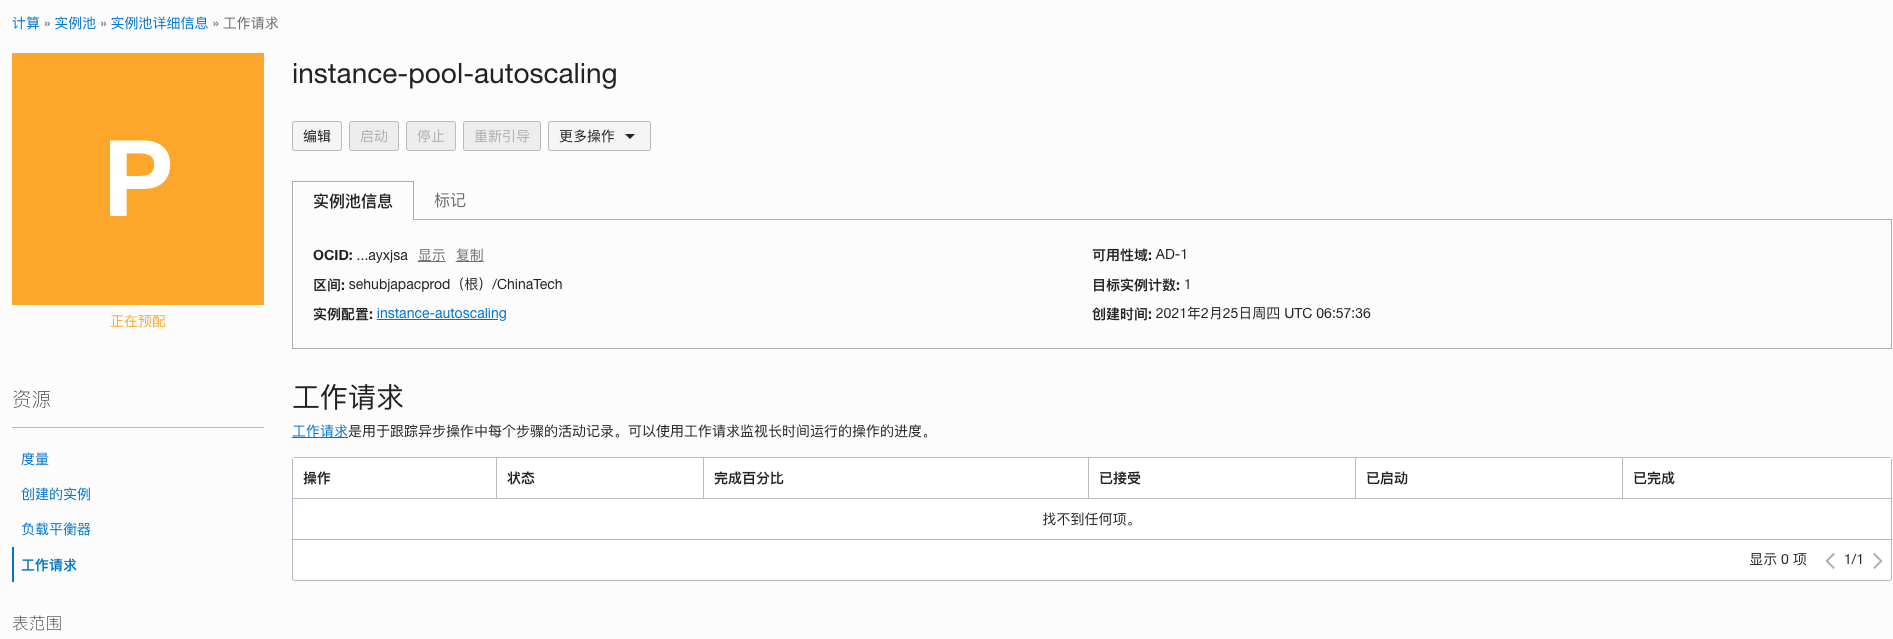 计算 » 实例池 » 实例池详细信息 » 工作请求
P
正在预配
instance-pool-autoscaling
编辑 启动 停止 重新引导 更多操作
实例池信息 标记
OCID: ...ayxjsa 显示 复制
区间: sehubjapacprod（根）/ChinaTech
实例配置: instance-autoscaling
可用性域: AD-1
目标实例计数: 1
创建时间: 2021年2月25日周四 UTC 06:57:36
资源
度量
创建的实例
负载平衡器
工作请求
表范围
工作请求
工作请求是用于跟踪异步操作中每个步骤的活动记录。可以使用工作请求监视长时间运行的操作的进度。
操作 状态 完成百分比 已接受 已启动 已完成
找不到任何项。
显示 0 项 1/1